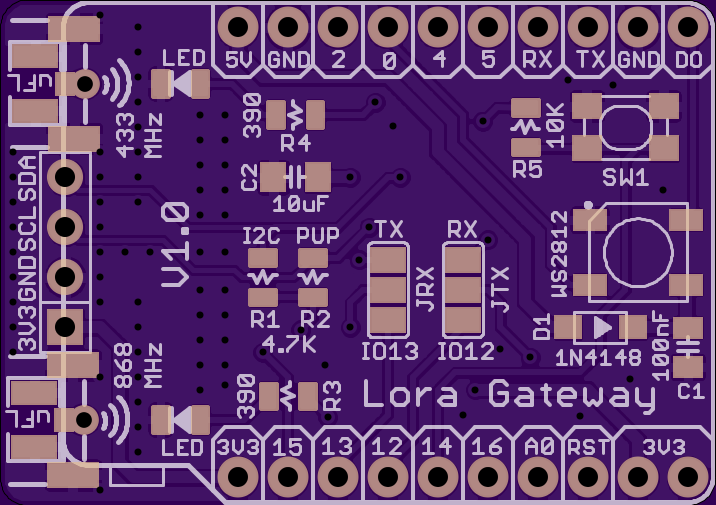 5V GND 2 0 4 5 RX TX GND DO
LED
uFL
433 MHz
390
R4
10K
R5
SW1
C2
10uF
SDA
SCL
GND
3V3
V1.0
I2C PUP
R1 R2
4.7K
TX RX
JRX JTX
IO13 IO12
WS2812
D1
1N4148
100nF
C1
868 MHz
390
R3
Lora Gateway
uFL
LED
3V3 15 13 12 14 16 A0 RST 3V3